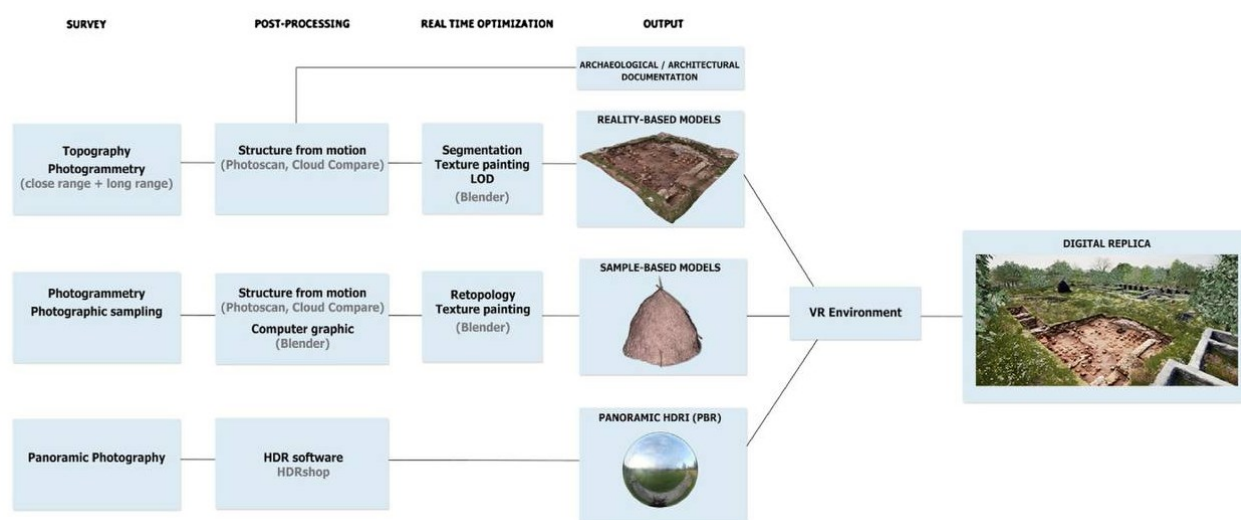 SURVEY
POST-PROCESSING
REAL TIME OPTIMIZATION
OUTPUT
ARCHAEOLOGICAL / ARCHITECTURAL
DOCUMENTATION
Topography
Photogrammetry
(close range + long range)
Structure from motion
(Photoscan, Cloud Compare)
Segmentation
Texture painting
LOD
(Blender)
REALITY-BASED MODELS
Photogrammetry
Photographic sampling
Structure from motion
(Photoscan, Cloud Compare)
Computer graphic
(Blender)
Retopology
Texture painting
(Blender)
SAMPLE-BASED MODELS
VR Environment
DIGITAL REPLICA
Panoramic Photography
HDR software
HDRshop
PANORAMIC HDRI (PBR)